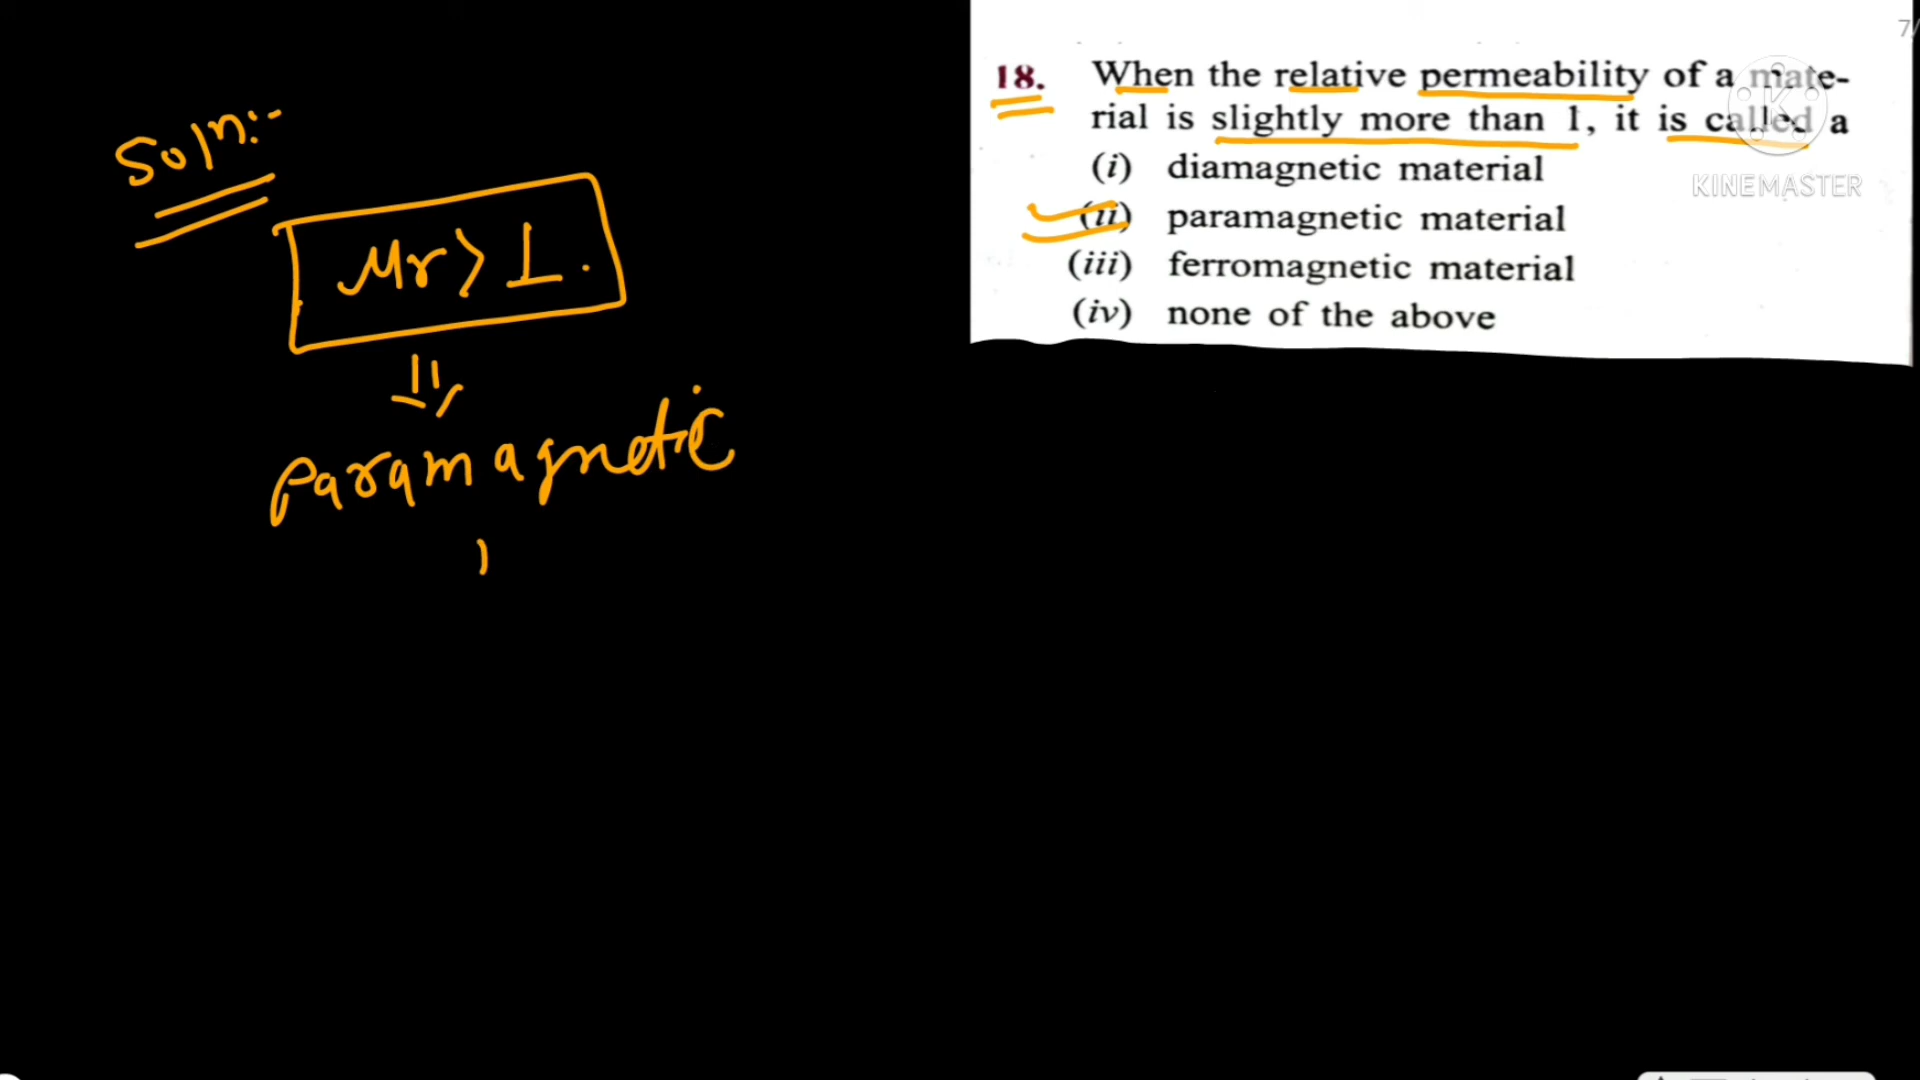 Soln:-
μr > 1.
Paramagnetic
18. When the relative permeability of a mate-
rial is slightly more than 1, it is called a
(i) diamagnetic material
(ii) paramagnetic material
(iii) ferromagnetic material
(iv) none of the above
KINEMASTER
7/